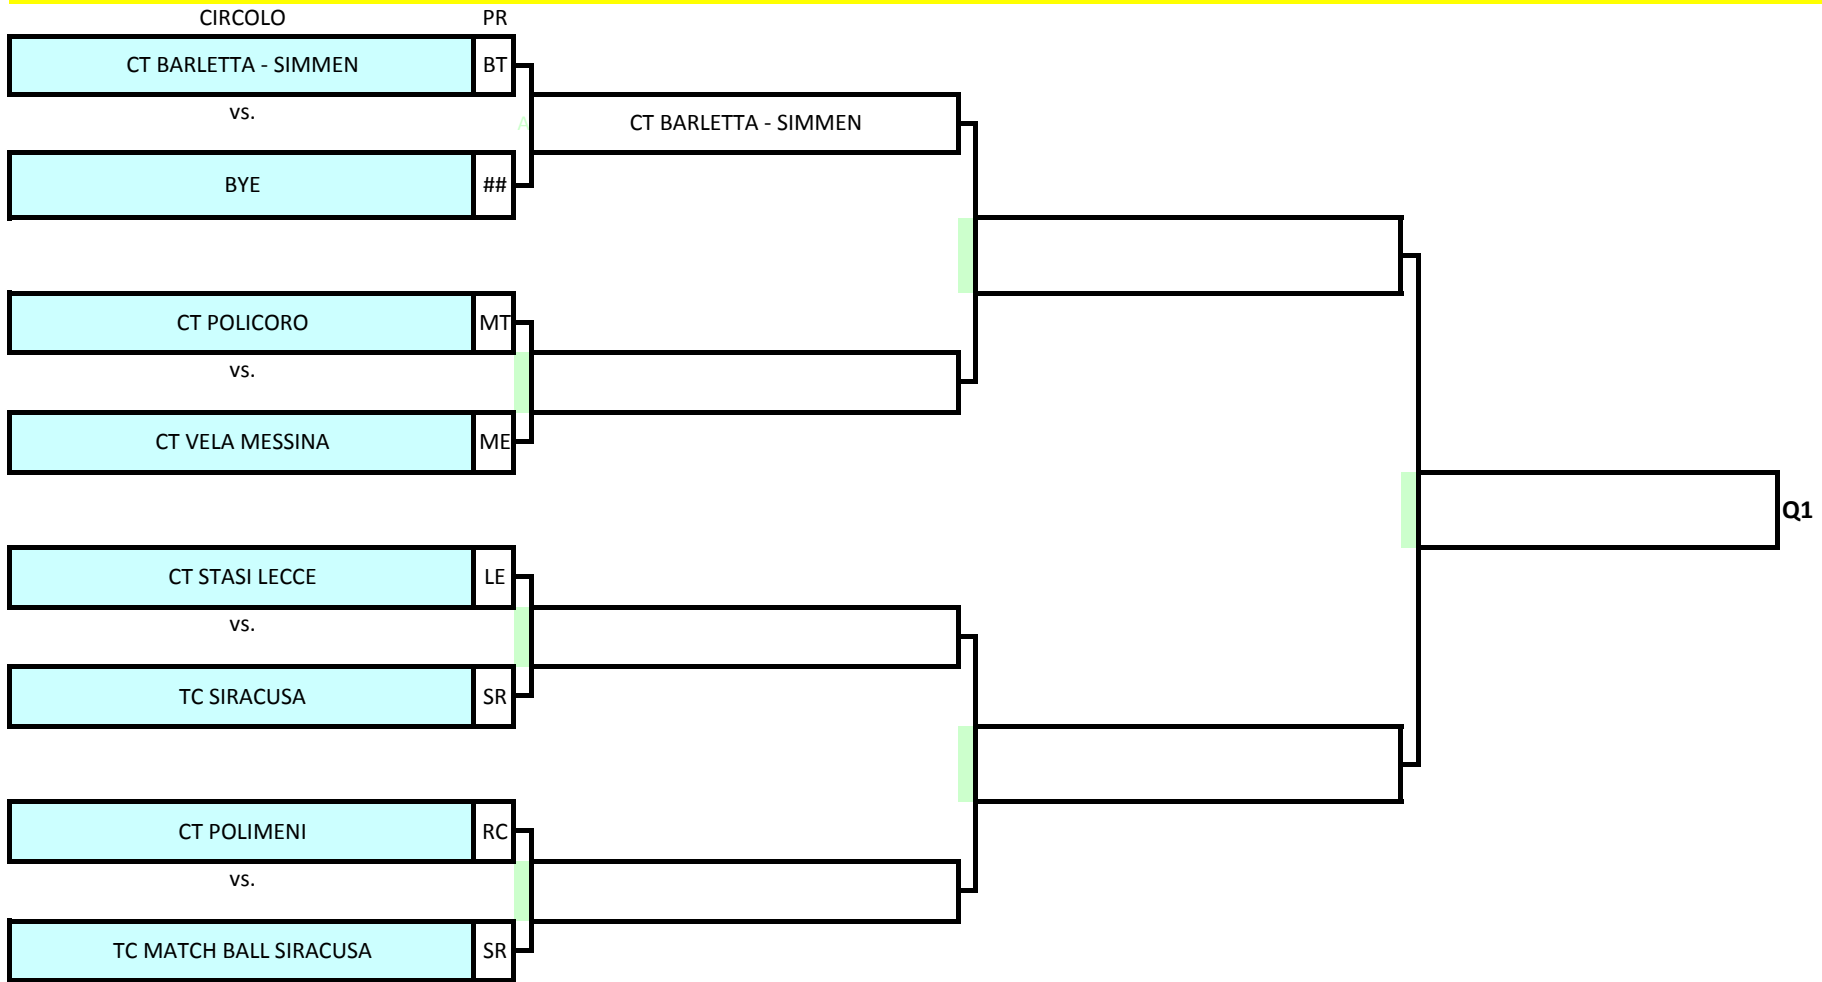 CIRCOLO PR
CT BARLETTA - SIMMEN BT
vs.
A CT BARLETTA - SIMMEN
BYE ##
CT POLICORO MT
vs.
CT VELA MESSINA ME
Q1
CT STASI LECCE LE
vs.
TC SIRACUSA SR
CT POLIMENI RC
vs.
TC MATCH BALL SIRACUSA SR